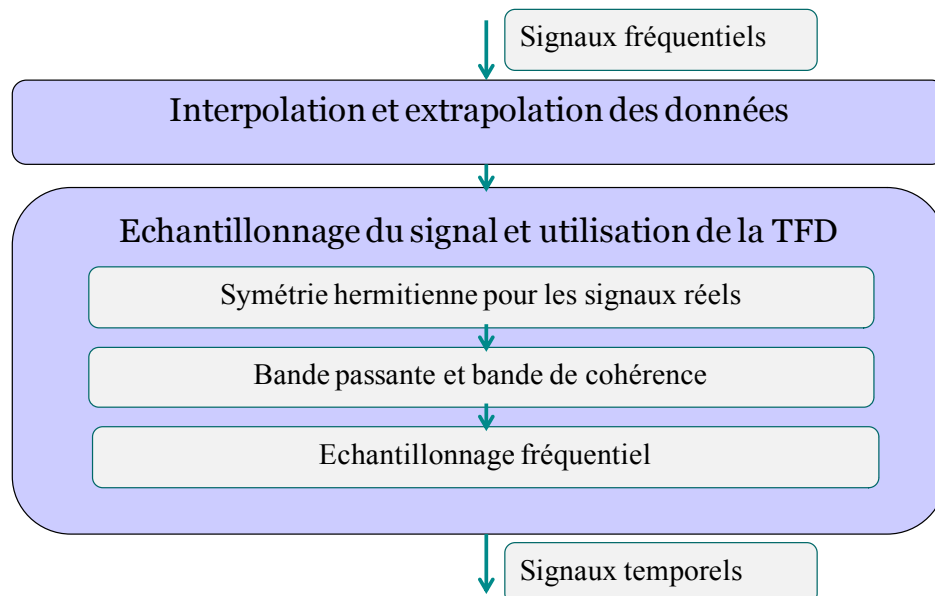 Signaux fréquentiels
Interpolation et extrapolation des données
Echantillonnage du signal et utilisation de la TFD
Symétrie hermitienne pour les signaux réels
Bande passante et bande de cohérence
Echantillonnage fréquentiel
Signaux temporels